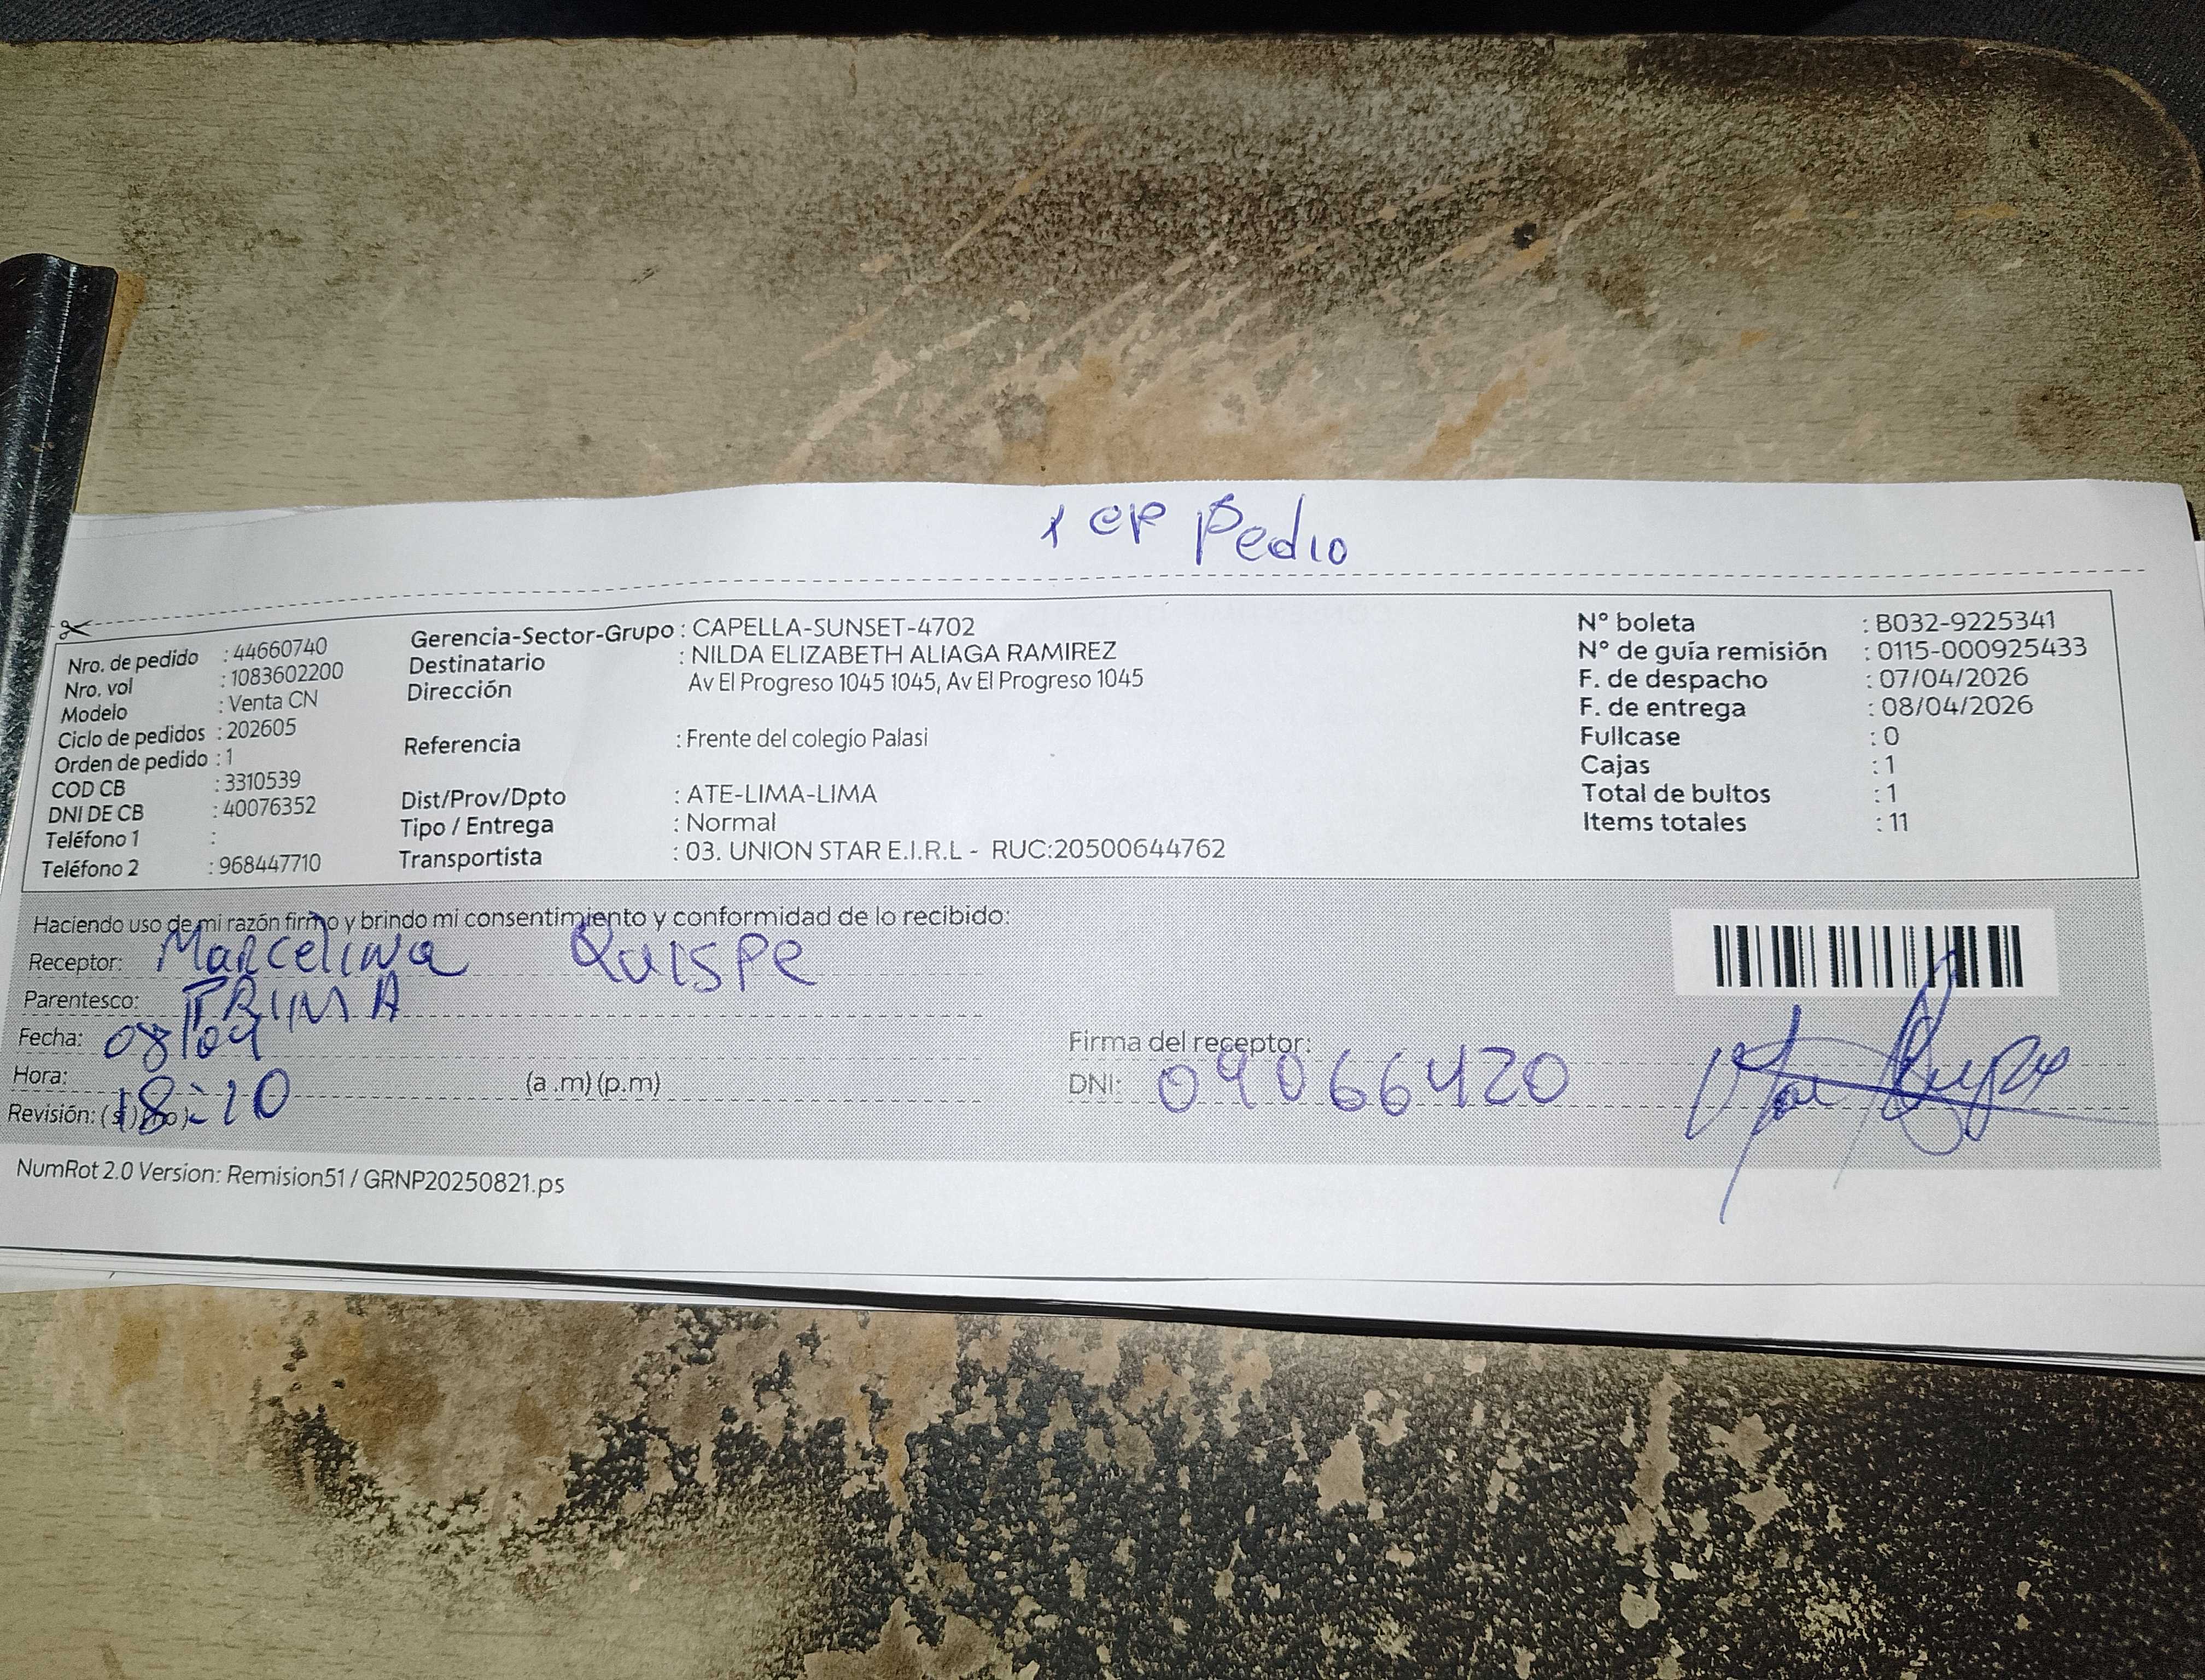 1 er Pedio
Nro. de pedido : 44660740
Nro. vol : 1083602200
Modelo : Venta CN
Ciclo de pedidos : 202605
Orden de pedido : 1
COD CB : 3310539
DNI DE CB : 40076352
Teléfono 1 :
Teléfono 2 : 968447710
Gerencia-Sector-Grupo : CAPELLA-SUNSET-4702
Destinatario : NILDA ELIZABETH ALIAGA RAMIREZ
Dirección Av El Progreso 1045 1045, Av El Progreso 1045
Referencia : Frente del colegio Palasi
Dist/Prov/Dpto : ATE-LIMA-LIMA
Tipo / Entrega : Normal
Transportista : 03. UNION STAR E.I.R.L - RUC:20500644762
N° boleta : B032-9225341
N° de guía remisión : 0115-000925433
F. de despacho : 07/04/2026
F. de entrega : 08/04/2026
Fullcase : 0
Cajas : 1
Total de bultos : 1
Items totales : 11
Haciendo uso de mi razón firmo y brindo mi consentimiento y conformidad de lo recibido:
Receptor: Marcelina Quispe
Parentesco: PRIMA
Fecha: 08/04
Hora: 18:10 (a .m) (p.m)
Revisión: (si) (no)
Firma del receptor:
DNI: 09066420
NumRot 2.0 Version: Remision51 / GRNP20250821.ps